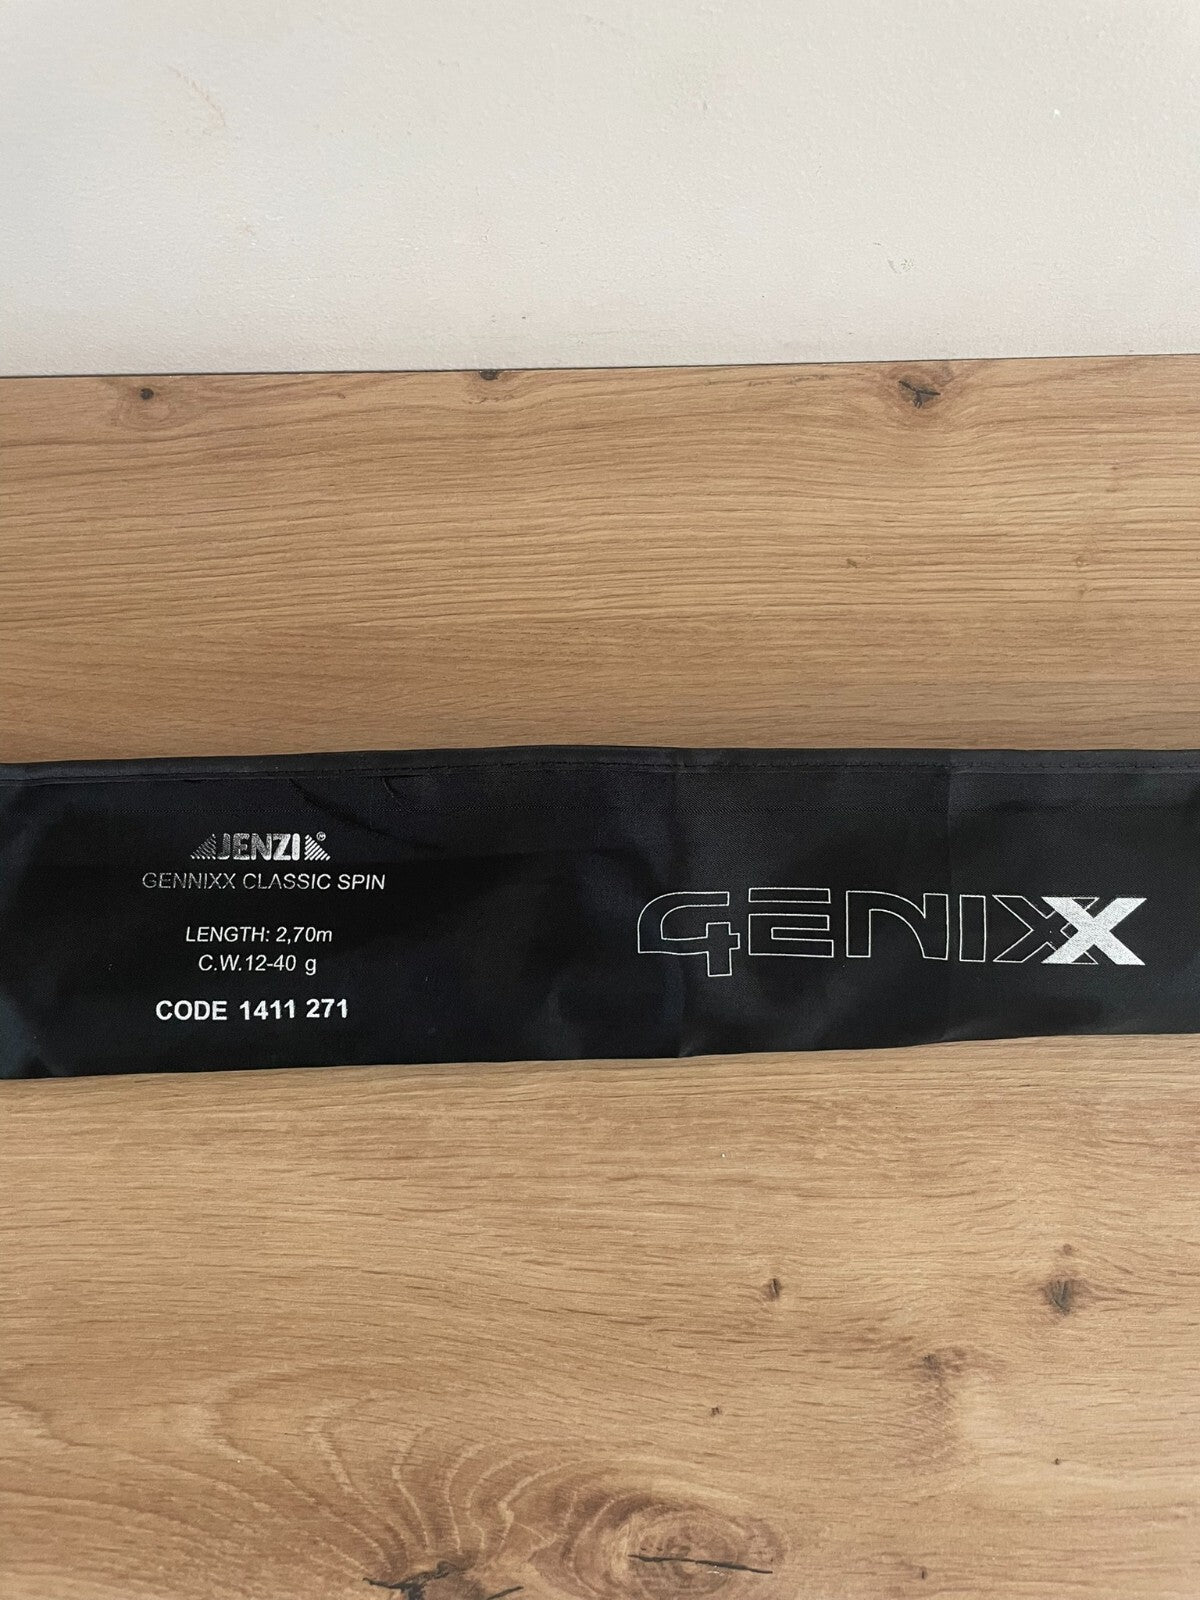 JENZI®
GENNIXX CLASSIC SPIN
LENGTH: 2,70m
C.W.12-40 g
CODE 1411 271
GENIXX